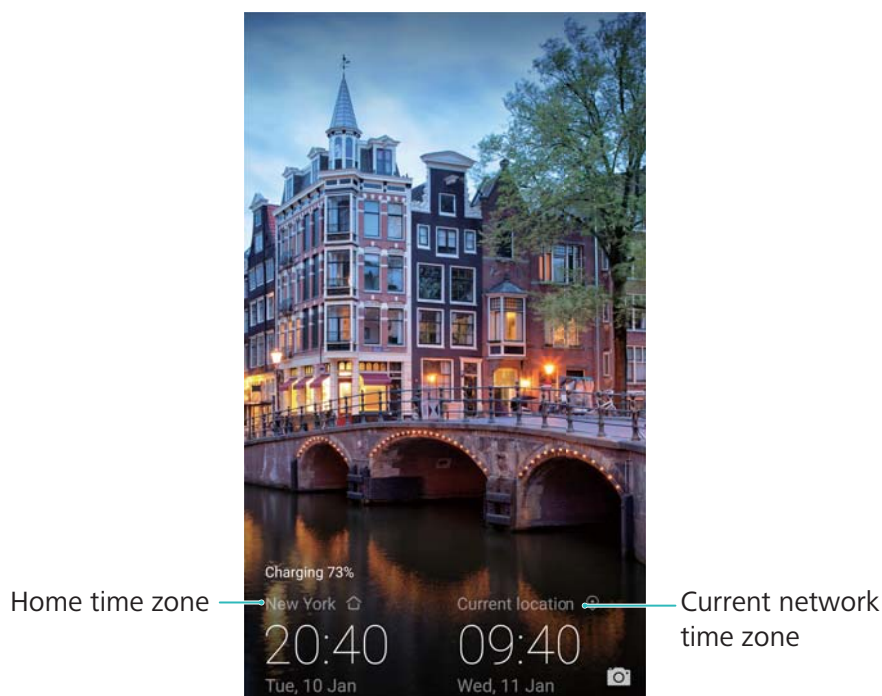 Charging 73%
Home time zone
New York
Current location
Current network
time zone
20:40
09:40
Tue, 10 Jan
Wed, 11 Jan